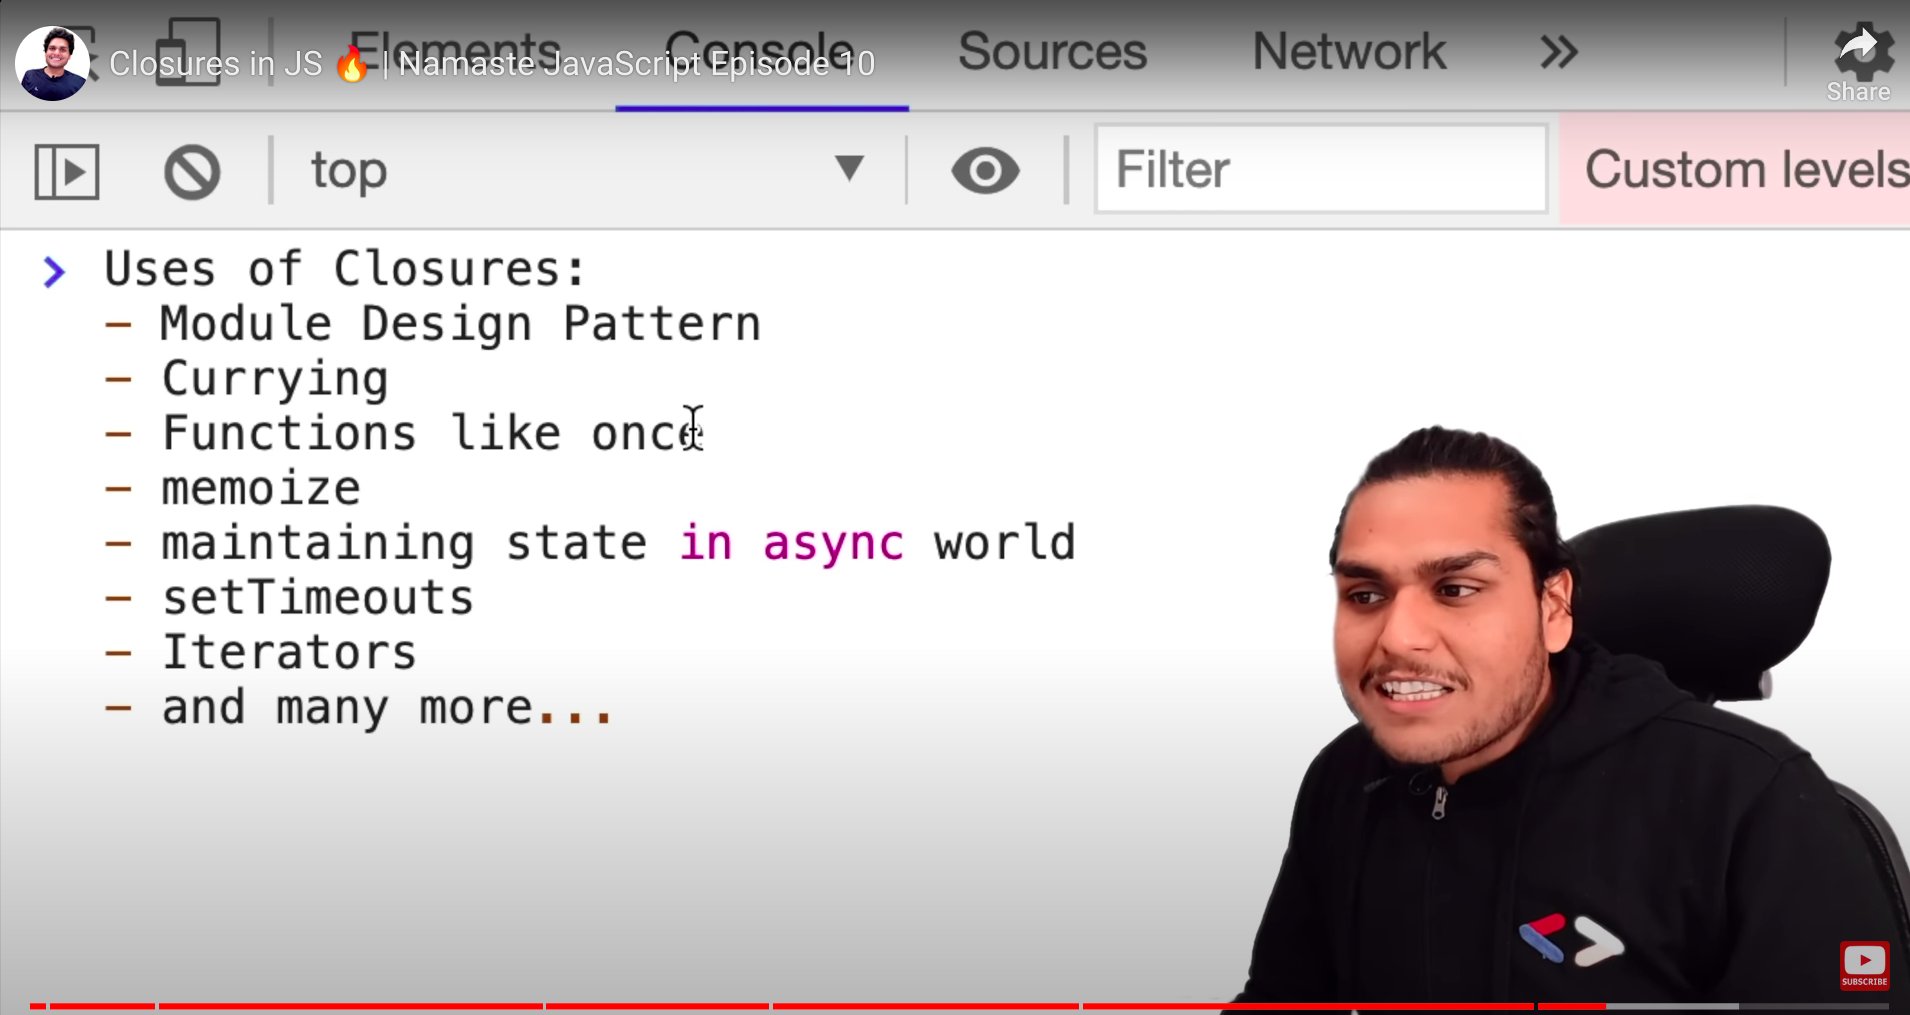 Closures in JS 🔥 | Namaste JavaScript Episode 10
Elements Console Sources Network
Share
top Filter Custom levels
Uses of Closures:
– Module Design Pattern
– Currying
– Functions like once
– memoize
– maintaining state in async world
– setTimeouts
– Iterators
– and many more...
SUBSCRIBE